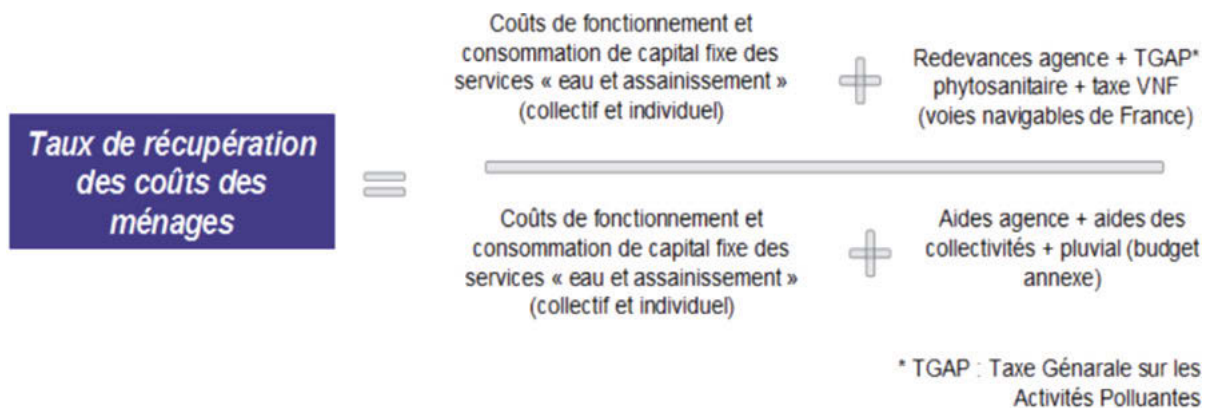 Taux de récupération
des coûts des
ménages
=
Coûts de fonctionnement et
consommation de capital fixe des
services « eau et assainissement »
(collectif et individuel)
+
Redevances agence + TGAP*
phytosanitaire + taxe VNF
(voies navigables de France)
Coûts de fonctionnement et
consommation de capital fixe des
services « eau et assainissement »
(collectif et individuel)
+
Aides agence + aides des
collectivités + pluvial (budget
annexe)
* TGAP : Taxe Génarale sur les
Activités Polluantes